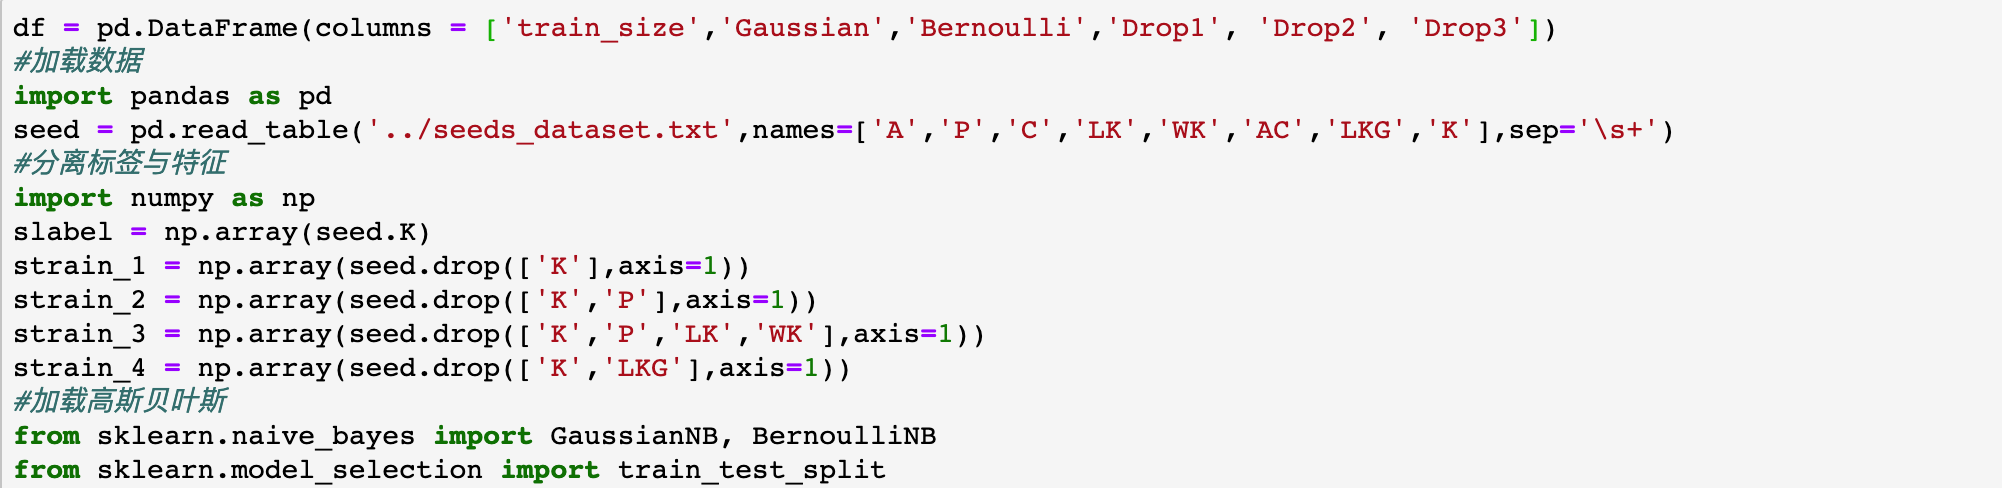 df = pd.DataFrame(columns = ['train_size','Gaussian','Bernoulli','Drop1', 'Drop2', 'Drop3'])
#加载数据
import pandas as pd
seed = pd.read_table('../seeds_dataset.txt',names=['A','P','C','LK','WK','AC','LKG','K'],sep='\s+')
#分离标签与特征
import numpy as np
slabel = np.array(seed.K)
strain_1 = np.array(seed.drop(['K'],axis=1))
strain_2 = np.array(seed.drop(['K','P'],axis=1))
strain_3 = np.array(seed.drop(['K','P','LK','WK'],axis=1))
strain_4 = np.array(seed.drop(['K','LKG'],axis=1))
#加载高斯贝叶斯
from sklearn.naive_bayes import GaussianNB, BernoulliNB
from sklearn.model_selection import train_test_split